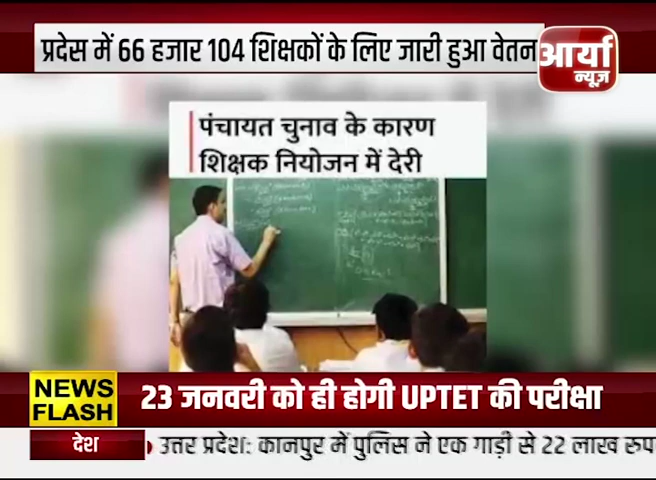 प्रदेस में 66 हजार 104 शिक्षकों के लिए जारी हुआ वेतन
आर्या
न्यूज़
पंचायत चुनाव के कारण
शिक्षक नियोजन में देरी
NEWS
FLASH
23 जनवरी को ही होगी UPTET की परीक्षा
देश
उत्तर प्रदेश: कानपुर में पुलिस ने एक गाड़ी से 22 लाख रुप